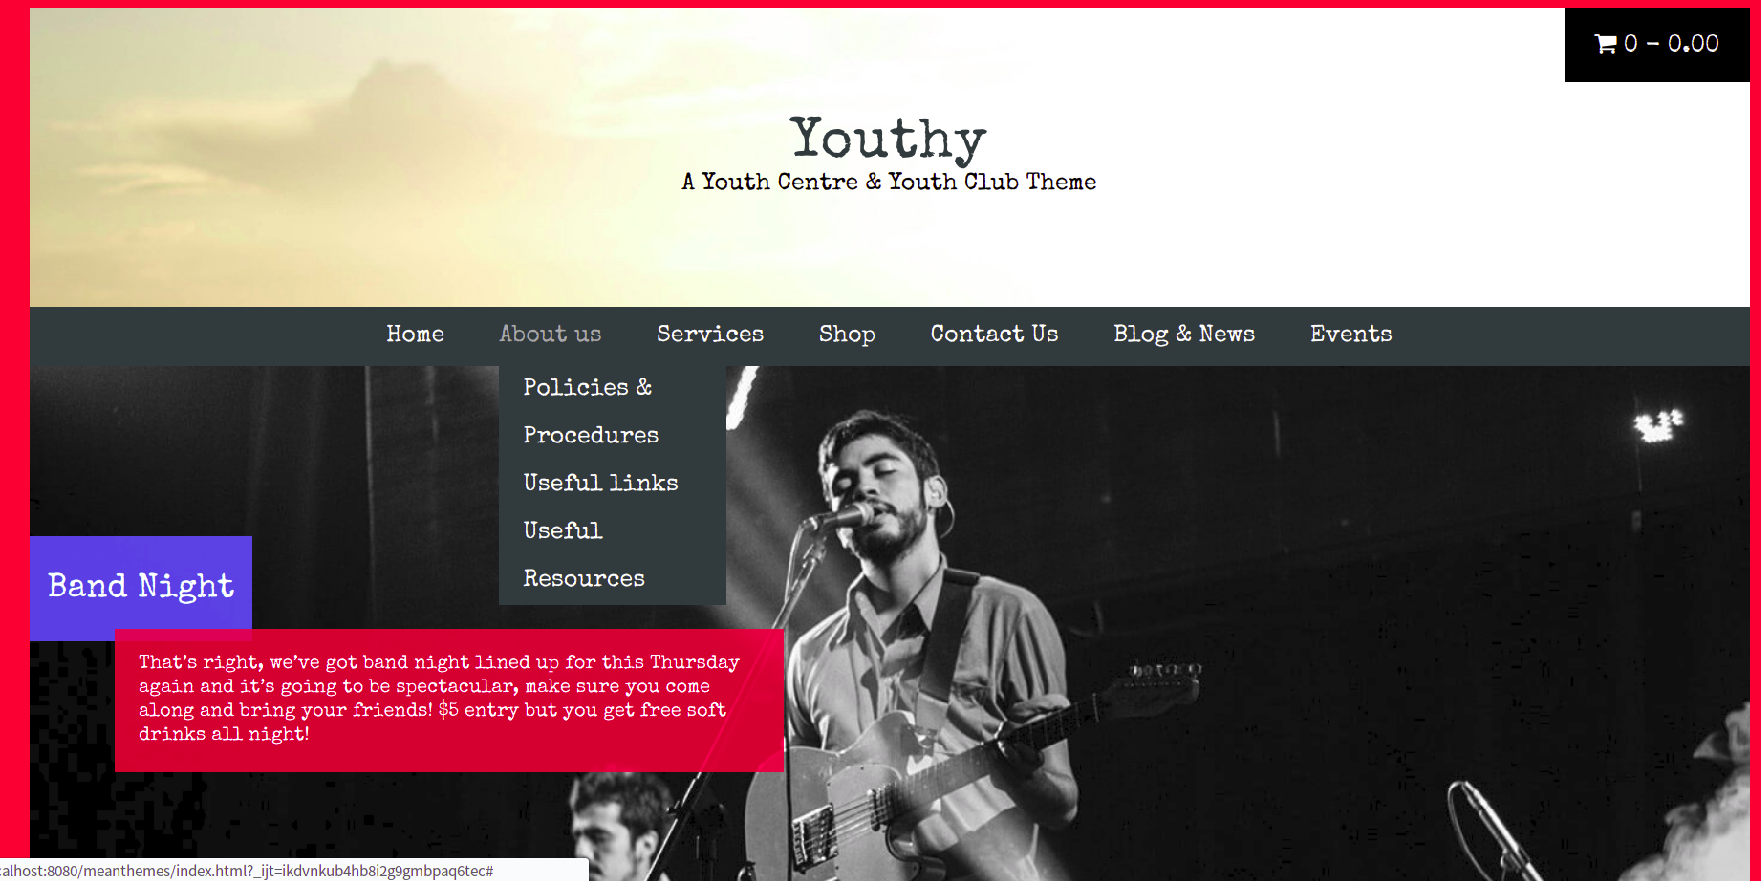 0 - 0.00
Youthy
A Youth Centre & Youth Club Theme
Home About us Services Shop Contact Us Blog & News Events
Policies &
Procedures
Useful links
Useful
Resources
Band Night
That's right, we've got band night lined up for this Thursday
again and it's going to be spectacular, make sure you come
along and bring your friends! $5 entry but you get free soft
drinks all night!
calhost:8080/meanthemes/index.html?_ijt=ikdvnkub4hb8i2g9gmbpaq6tec#